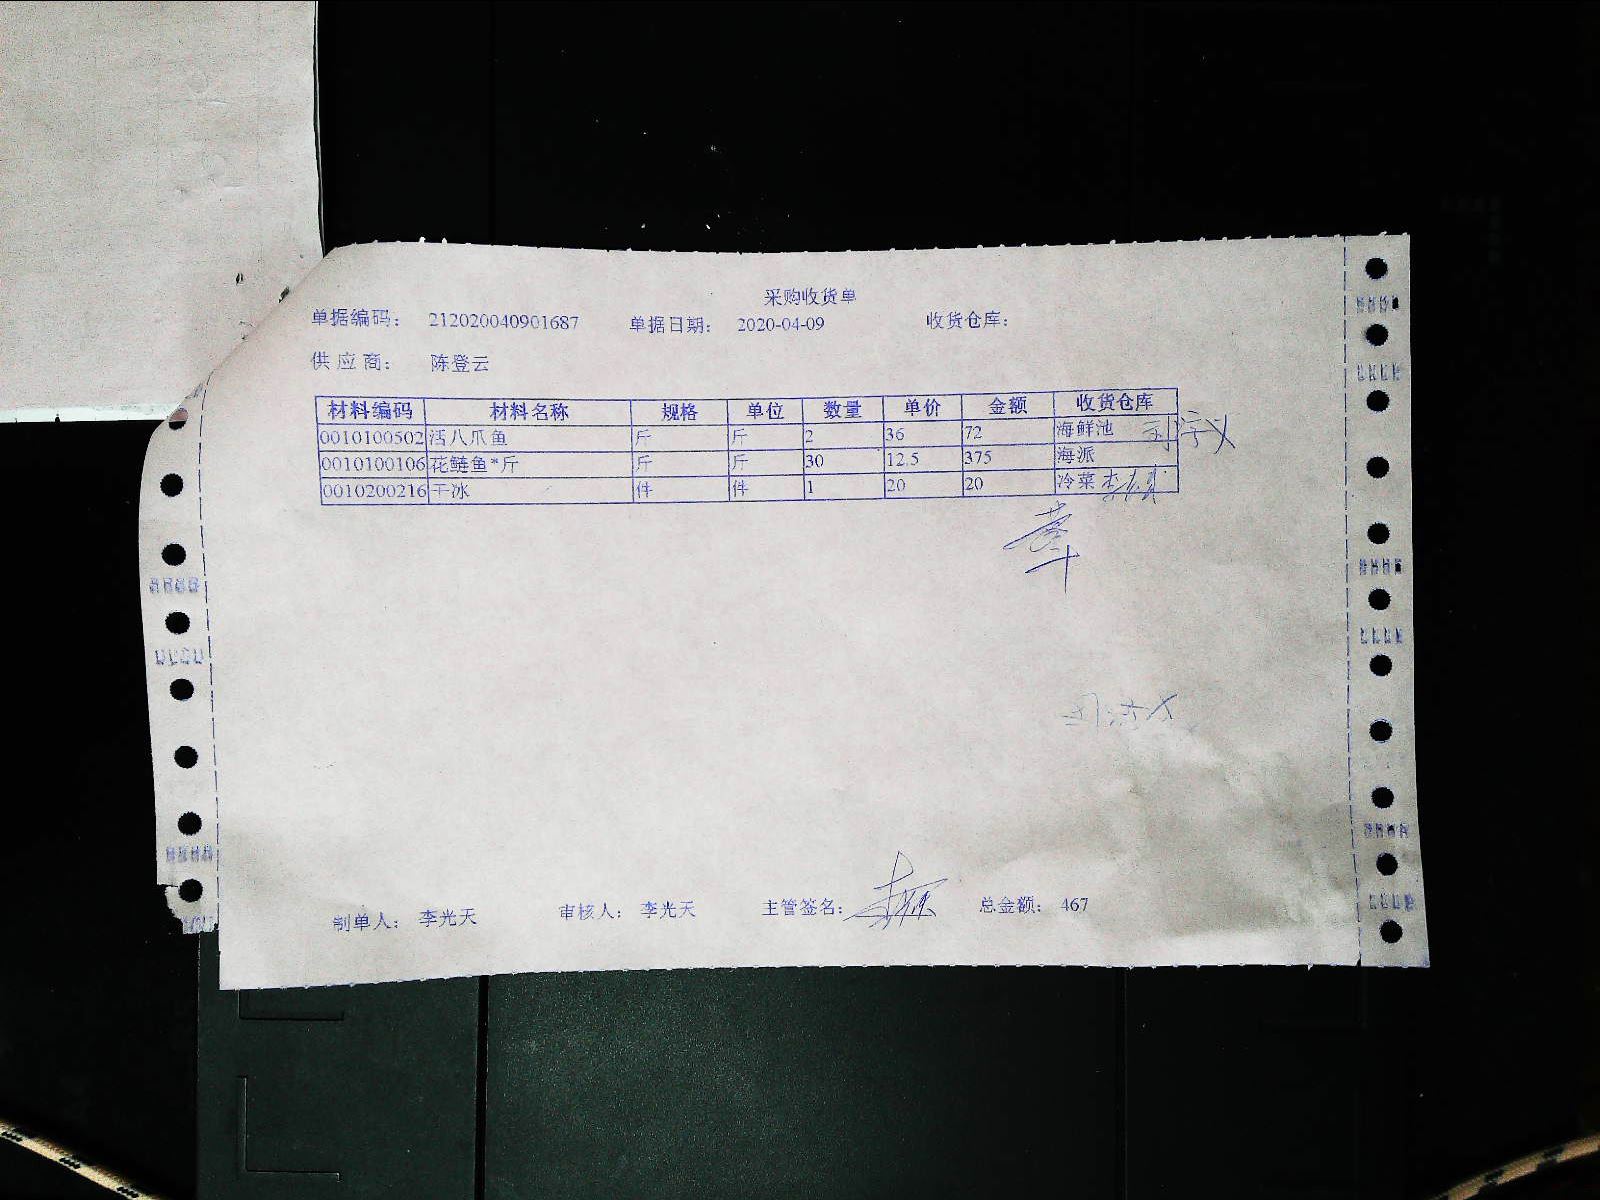 采购收货单
单据编码： 212020040901687 单据日期： 2020-04-09 收货仓库：
供应商： 陈登云
材料编码 材料名称 规格 单位 数量 单价 金额 收货仓库
0010100502 活八爪鱼 斤 斤 2 36 72 海鲜池
0010100106 花鲢鱼*斤 斤 斤 30 12.5 375 海派
0010200216 干冰 件 件 1 20 20 冷菜
制单人： 李光天 审核人： 李光天 主管签名： 总金额： 467